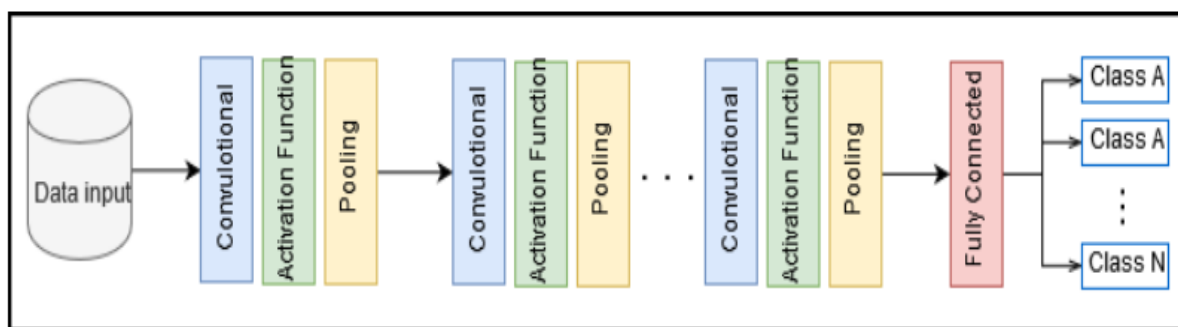 Data input
Convulotional
Activation Function
Pooling
Convulotional
Activation Function
Pooling
. . .
Convulotional
Activation Function
Pooling
Fully Connected
Class A
Class A
⋮
Class N